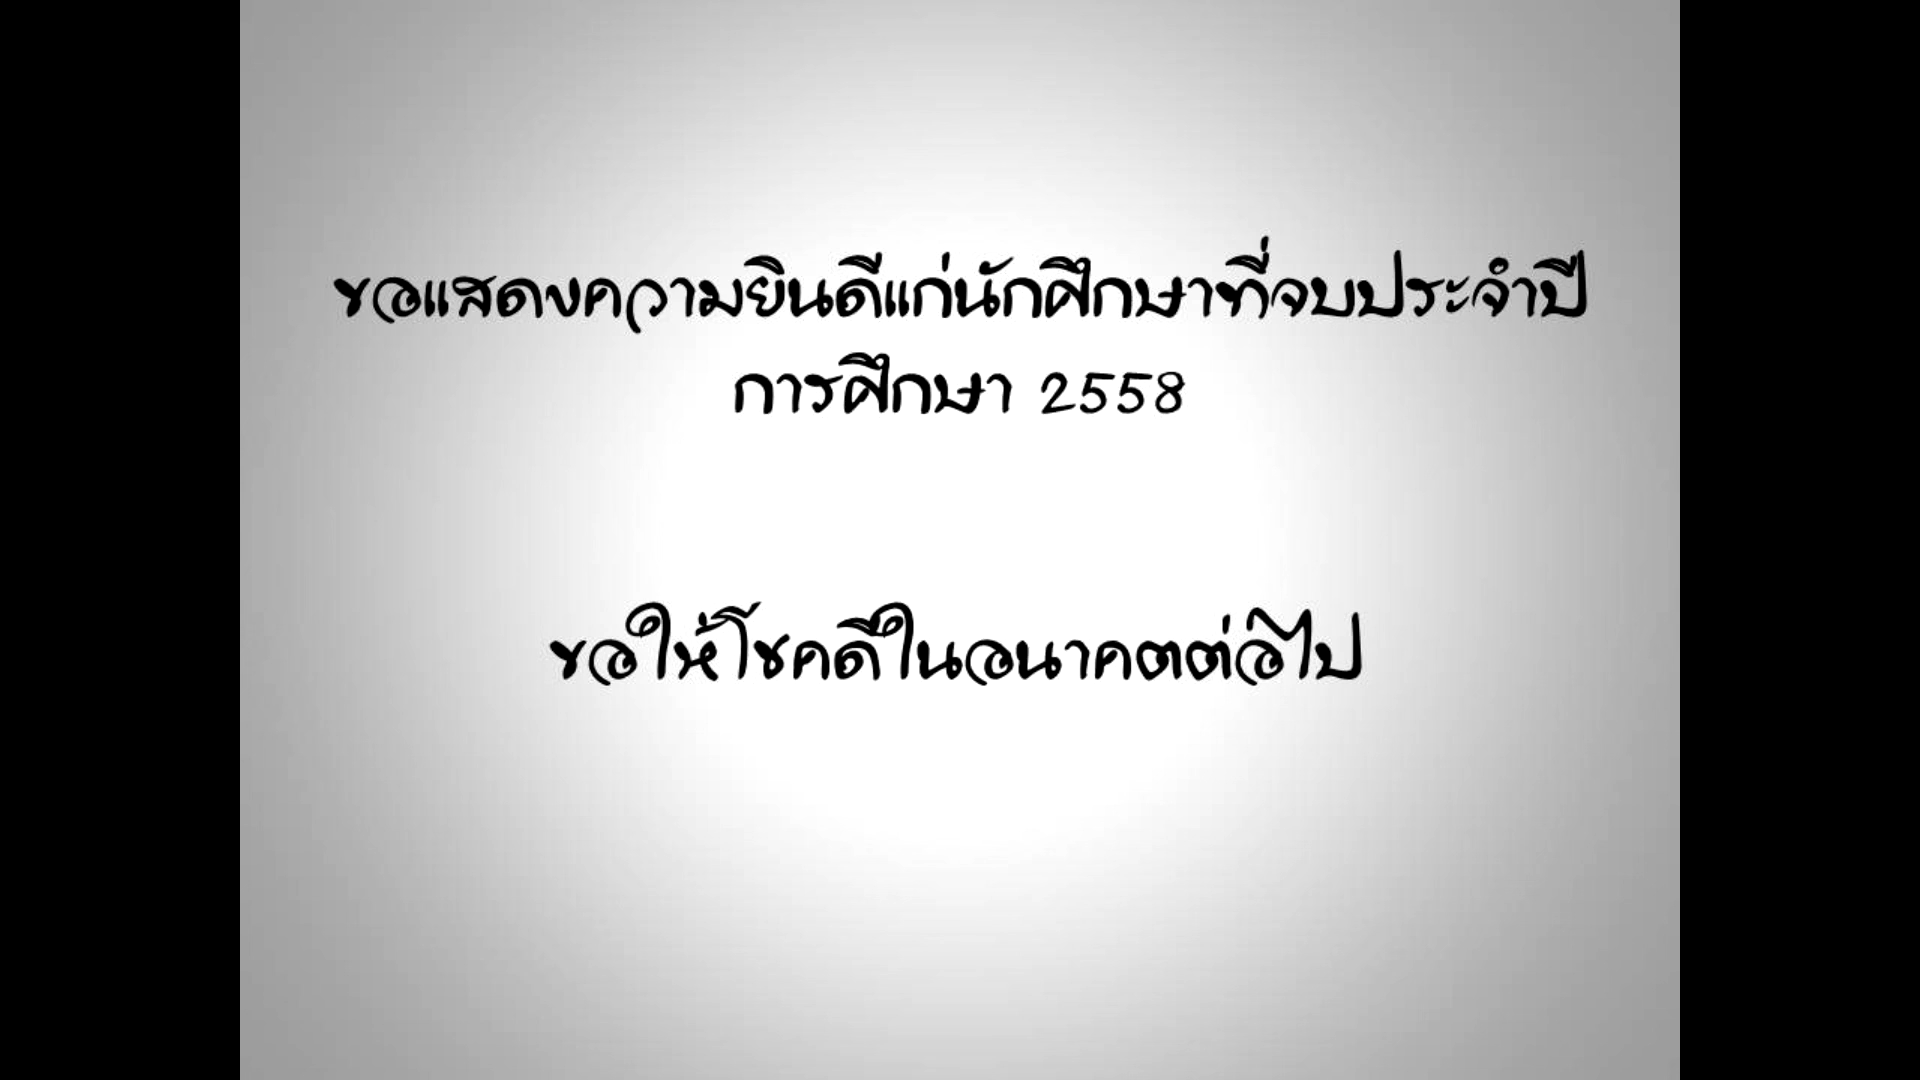 ขอแสดงความยินดีแก่นักศึกษาที่จบประจำปี
การศึกษา 2558
ขอให้โชคดีในอนาคตต่อไป